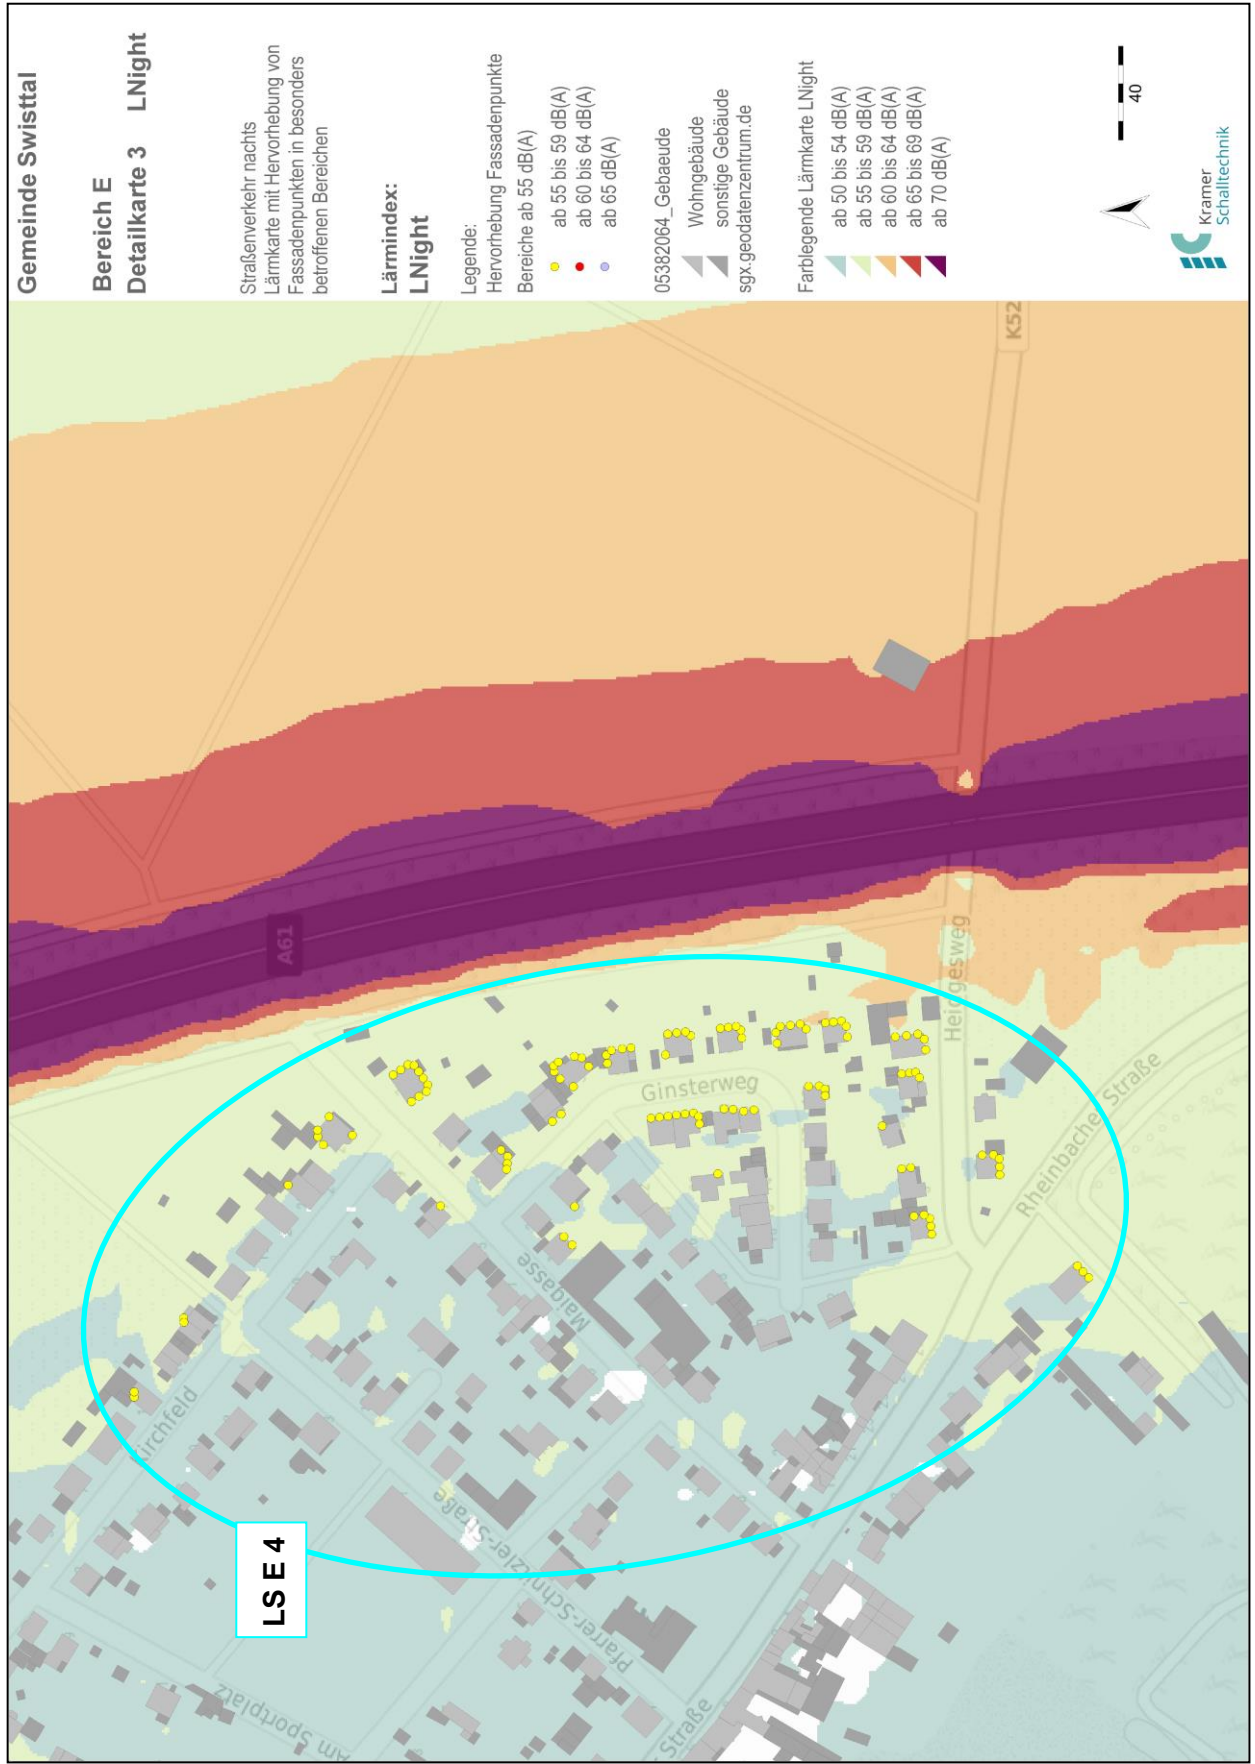 Gemeinde Swisttal
Bereich E
Detailkarte 3 LNight
Straßenverkehr nachts
Lärmkarte mit Hervorhebung von
Fassadenpunkten in besonders
betroffenen Bereichen
Lärmindex:
LNight
Legende:
Hervorhebung Fassadenpunkte
Bereiche ab 55 dB(A)
ab 55 bis 59 dB(A)
ab 60 bis 64 dB(A)
ab 65 dB(A)
05382064_Gebaeude
Wohngebäude
sonstige Gebäude
sgx.geodatenzentrum.de
Farblegende Lärmkarte LNight
ab 50 bis 54 dB(A)
ab 55 bis 59 dB(A)
ab 60 bis 64 dB(A)
ab 65 bis 69 dB(A)
ab 70 dB(A)
40
Kramer
Schalltechnik
K52
A61
Heidgesweg
Ginsterweg
Rheinbacher Straße
Maigasse
Kirchfeld
Pfarrer-Schnitzler-Straße
Am Sportplatz
Straße
LS E 4